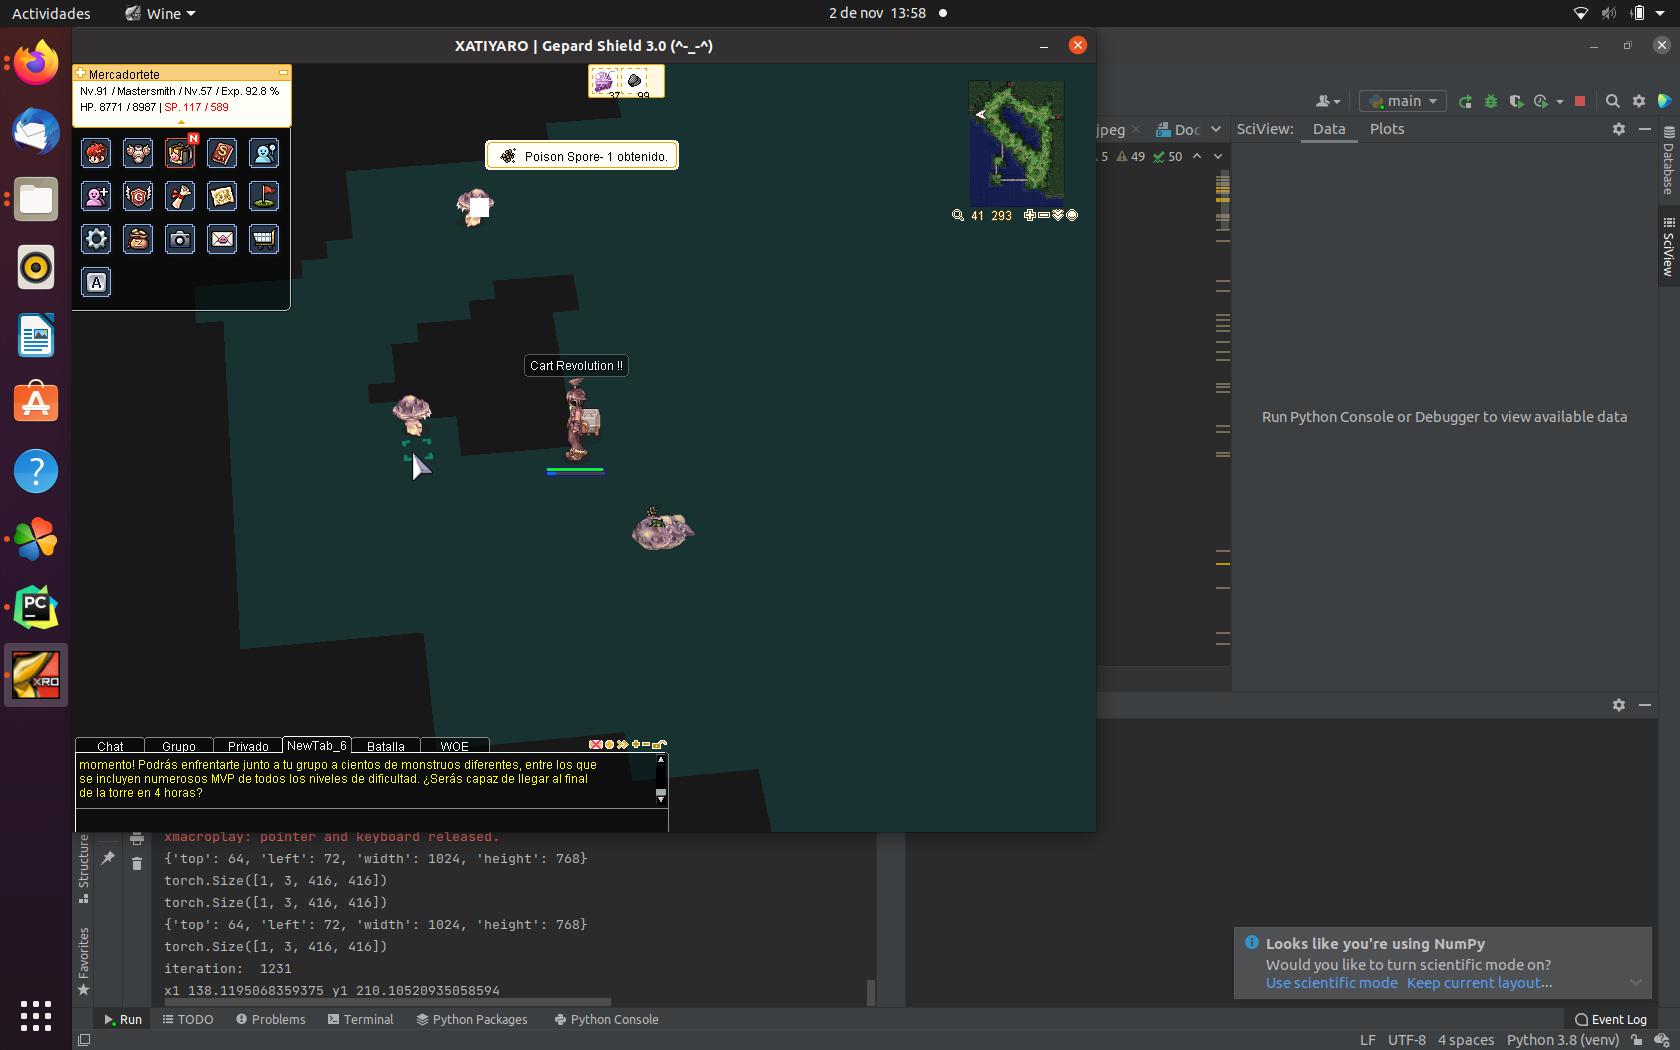 Actividades
Wine
2 de nov 13:58
XATIYARO | Gepard Shield 3.0 (^-_-^)
Mercadortete
Nv.91 / Mastersmith / Nv.57 / Exp. 92.8 %
HP. 8771 / 8987 | SP. 117 / 589
N
A
37
99
Poison Spore- 1 obtenido.
41 293
Cart Revolution !!
Chat
Grupo
Privado
NewTab_6
Batalla
WOE
momento! Podrás enfrentarte junto a tu grupo a cientos de monstruos diferentes, entre los que
se incluyen numerosos MVP de todos los niveles de dificultad. ¿Serás capaz de llegar al final
de la torre en 4 horas?
main
jpeg
Doc
SciView:
Data
Plots
5
49
50
Database
SciView
Run Python Console or Debugger to view available data
PC
XRO
Structure
Favorites
xmacroplay: pointer and keyboard released.
{'top': 64, 'left': 72, 'width': 1024, 'height': 768}
torch.Size([1, 3, 416, 416])
torch.Size([1, 3, 416, 416])
{'top': 64, 'left': 72, 'width': 1024, 'height': 768}
torch.Size([1, 3, 416, 416])
iteration:  1231
x1 138.1195068359375 y1 210.10520935058594
Looks like you're using NumPy
Would you like to turn scientific mode on?
Use scientific mode Keep current layout...
Run
TODO
Problems
Terminal
Python Packages
Python Console
Event Log
LF UTF-8 4 spaces Python 3.8 (venv)